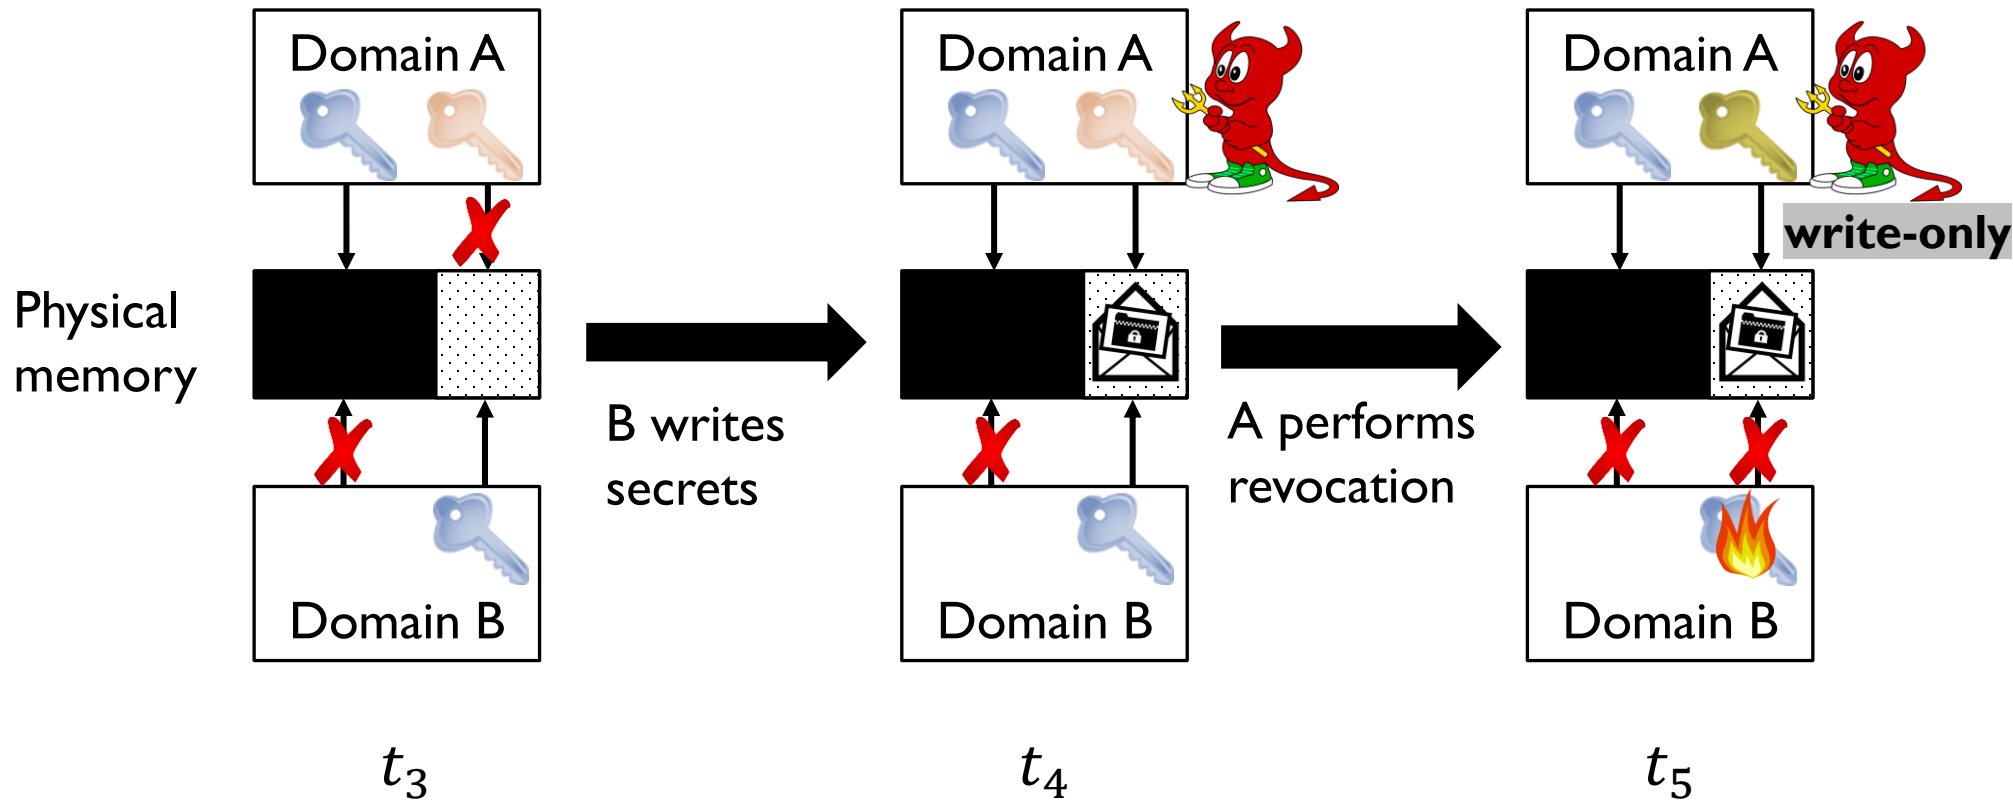 Domain A
Domain A
Domain A
write-only
Physical
memory
B writes
secrets
A performs
revocation
Domain B
Domain B
Domain B
t₃
t₄
t₅